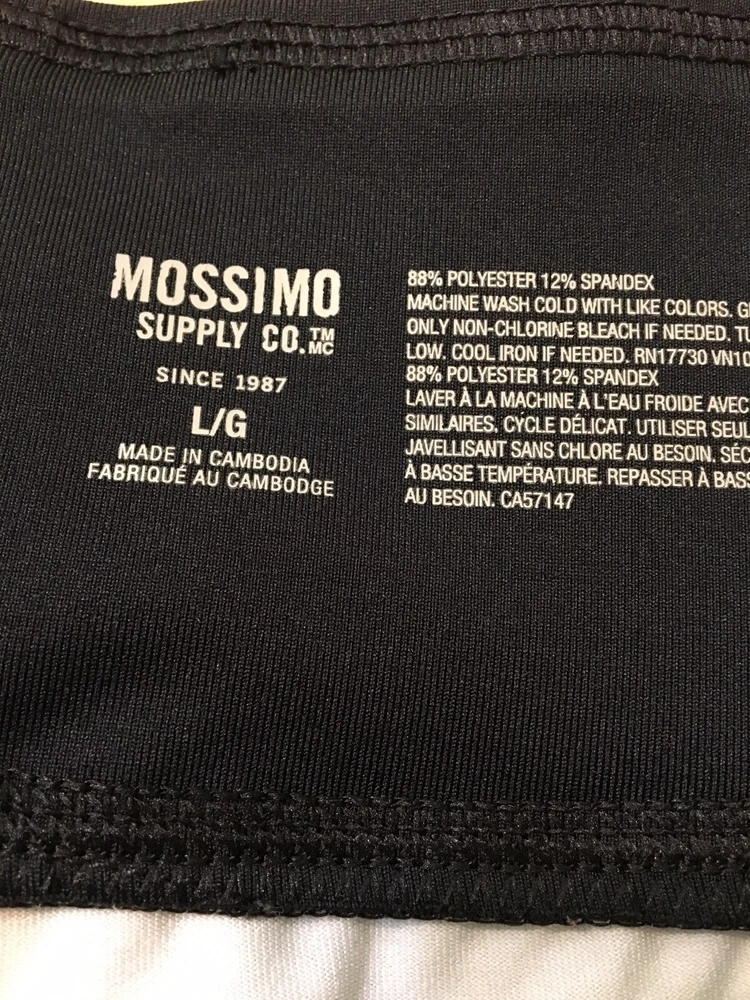 MOSSIMO
SUPPLY CO.™ MC
SINCE 1987
L/G
MADE IN CAMBODIA
FABRIQUÉ AU CAMBODGE
88% POLYESTER 12% SPANDEX
MACHINE WASH COLD WITH LIKE COLORS.
ONLY NON-CHLORINE BLEACH IF NEEDED.
LOW. COOL IRON IF NEEDED. RN17730
88% POLYESTER 12% SPANDEX
LAVER À LA MACHINE À L'EAU FROIDE AVEC
SIMILAIRES. CYCLE DÉLICAT. UTILISER
JAVELLISANT SANS CHLORE AU BESOIN.
À BASSE TEMPÉRATURE. REPASSER À
AU BESOIN. CA57147